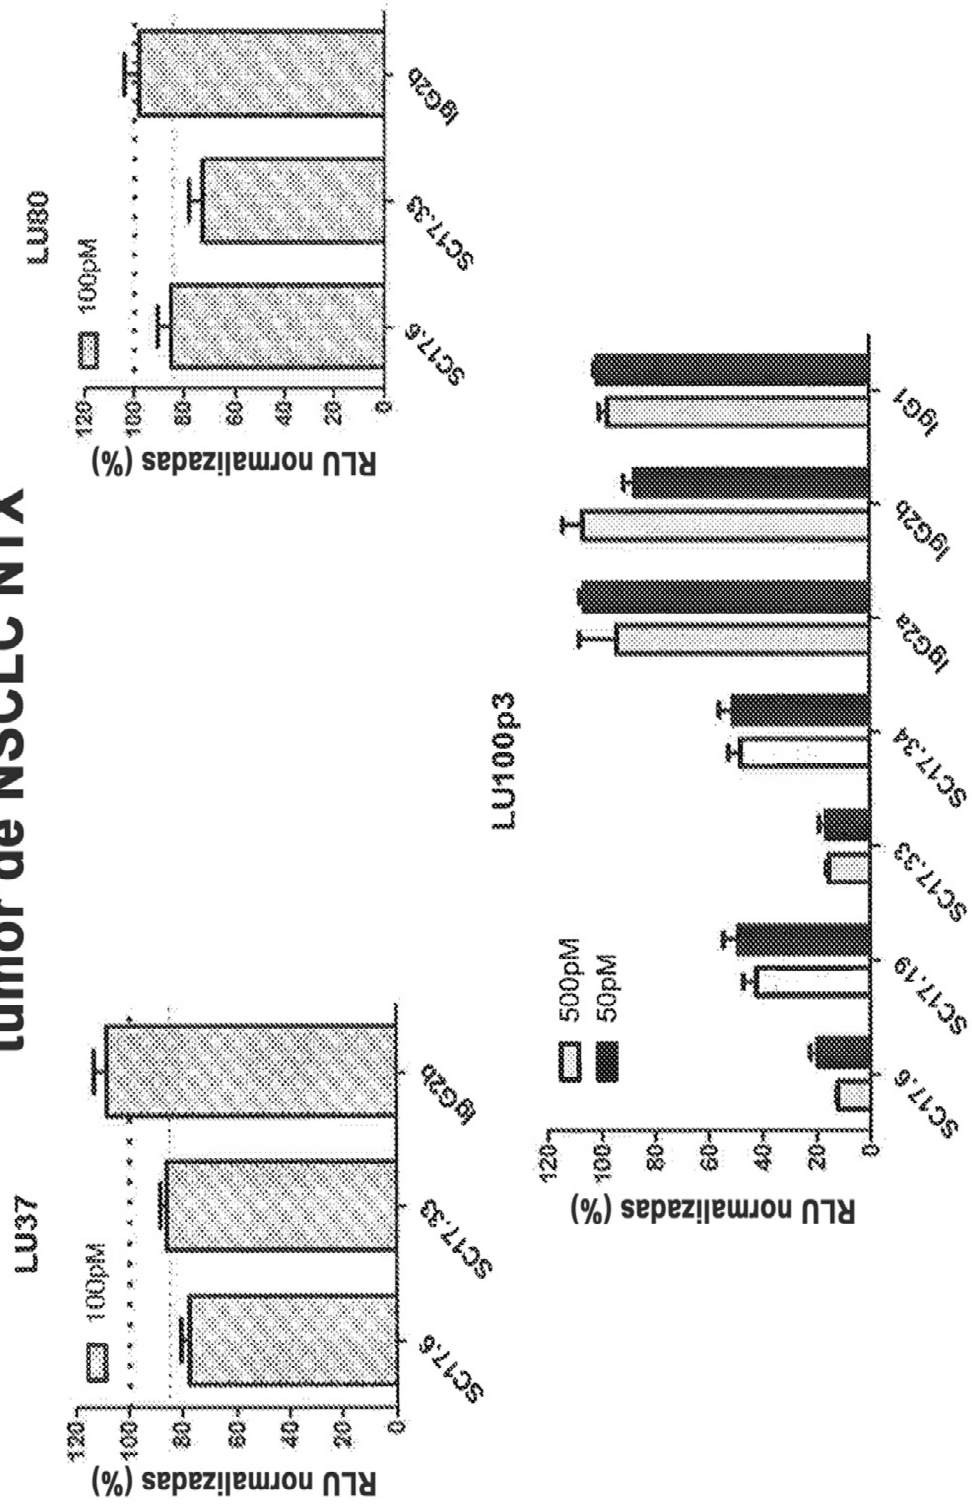 tumor de NSCLC NTX
LU37
100pM
RLU normalizadas (%)
120
100
80
60
40
20
0
SC17.6
SC17.33
IgG2b
LU80
100pM
RLU normalizadas (%)
120
100
80
60
40
20
0
SC17.6
SC17.33
IgG2b
LU100p3
500pM
50pM
RLU normalizadas (%)
120
100
80
60
40
20
0
SC17.6
SC17.19
SC17.33
SC17.34
IgG2a
IgG2b
IgG1